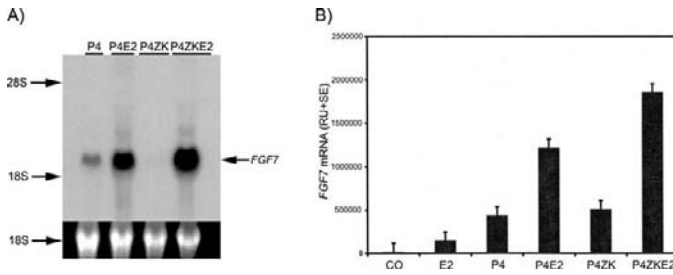 A)
P4 P4E2 P4ZK P4ZKE2
28S
FGF7
18S
18S
B)
FGF7 mRNA (RU+SE)
2500000
2000000
1500000
1000000
500000
0
CO E2 P4 P4E2 P4ZK P4ZKE2